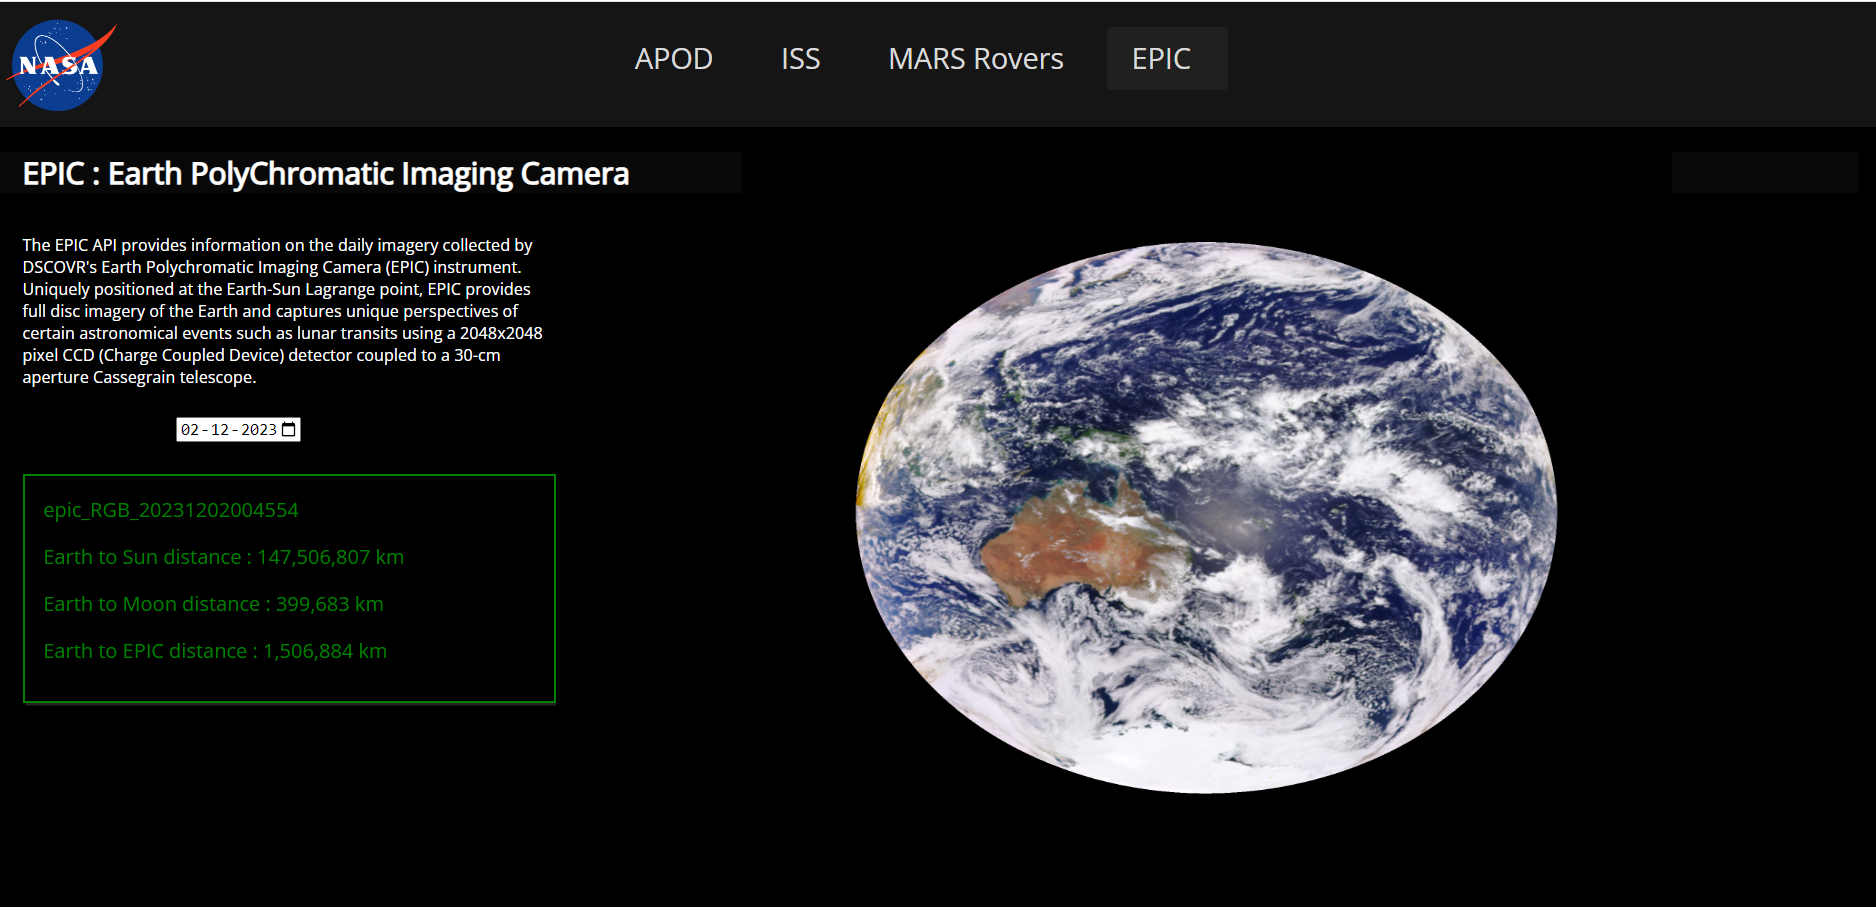 NASA
APOD ISS MARS Rovers EPIC
EPIC : Earth PolyChromatic Imaging Camera
The EPIC API provides information on the daily imagery collected by
DSCOVR's Earth Polychromatic Imaging Camera (EPIC) instrument.
Uniquely positioned at the Earth-Sun Lagrange point, EPIC provides
full disc imagery of the Earth and captures unique perspectives of
certain astronomical events such as lunar transits using a 2048x2048
pixel CCD (Charge Coupled Device) detector coupled to a 30-cm
aperture Cassegrain telescope.
02-12-2023
epic_RGB_20231202004554
Earth to Sun distance : 147,506,807 km
Earth to Moon distance : 399,683 km
Earth to EPIC distance : 1,506,884 km